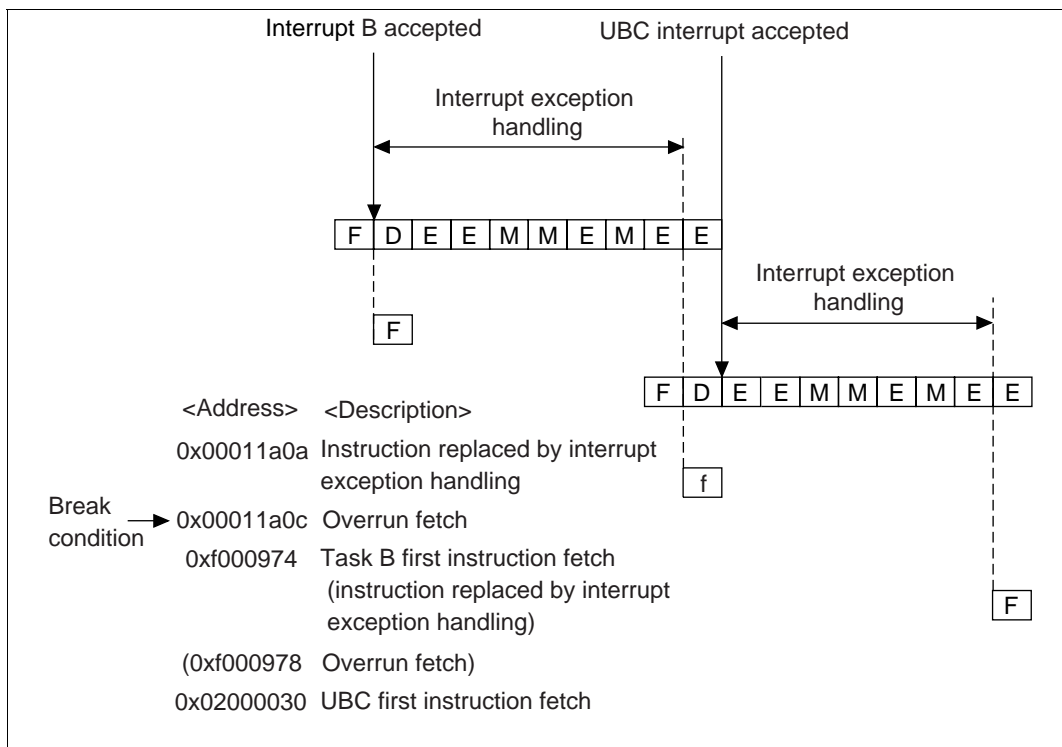 Interrupt B accepted
UBC interrupt accepted
Interrupt exception
handling
F D E E M M E M E E
Interrupt exception
handling
F
F D E E M M E M E E
<Address> <Description>
0x00011a0a Instruction replaced by interrupt
exception handling
f
Break
condition
0x00011a0c Overrun fetch
0xf000974 Task B first instruction fetch
(instruction replaced by interrupt
exception handling)
F
(0xf000978 Overrun fetch)
0x02000030 UBC first instruction fetch